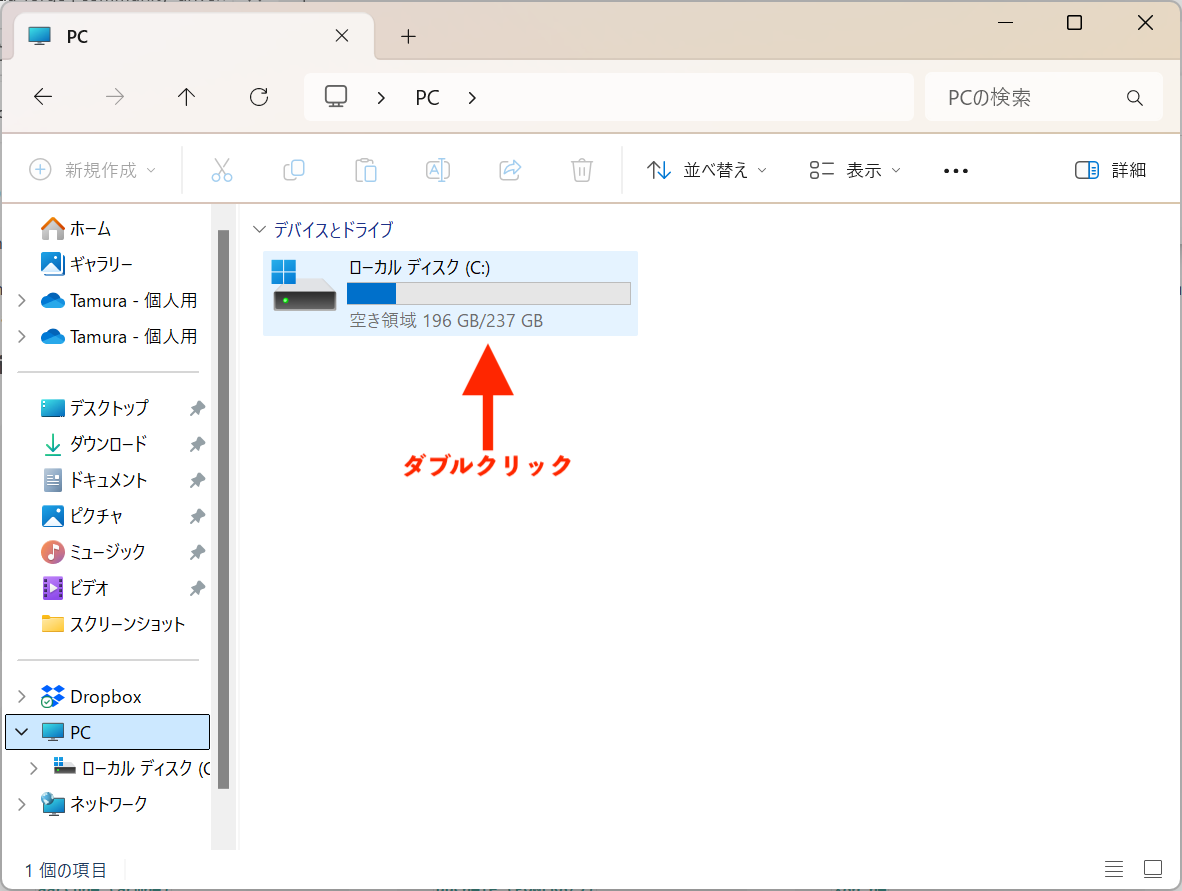 PC
PC
PCの検索
新規作成
並べ替え
表示
詳細
ホーム
ギャラリー
Tamura - 個人用
Tamura - 個人用
デスクトップ
ダウンロード
ドキュメント
ピクチャ
ミュージック
ビデオ
スクリーンショット
Dropbox
PC
ローカル ディスク (C
ネットワーク
デバイスとドライブ
ローカル ディスク (C:)
空き領域 196 GB/237 GB
ダブルクリック
1 個の項目